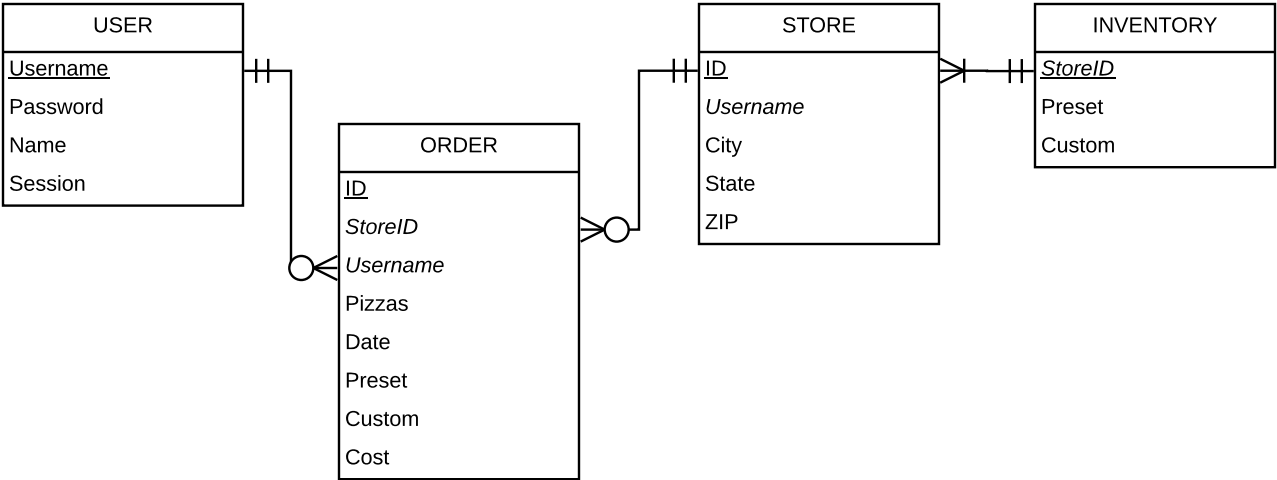 USER
Username
Password
Name
Session
ORDER
ID
StoreID
Username
Pizzas
Date
Preset
Custom
Cost
STORE
ID
Username
City
State
ZIP
INVENTORY
StoreID
Preset
Custom